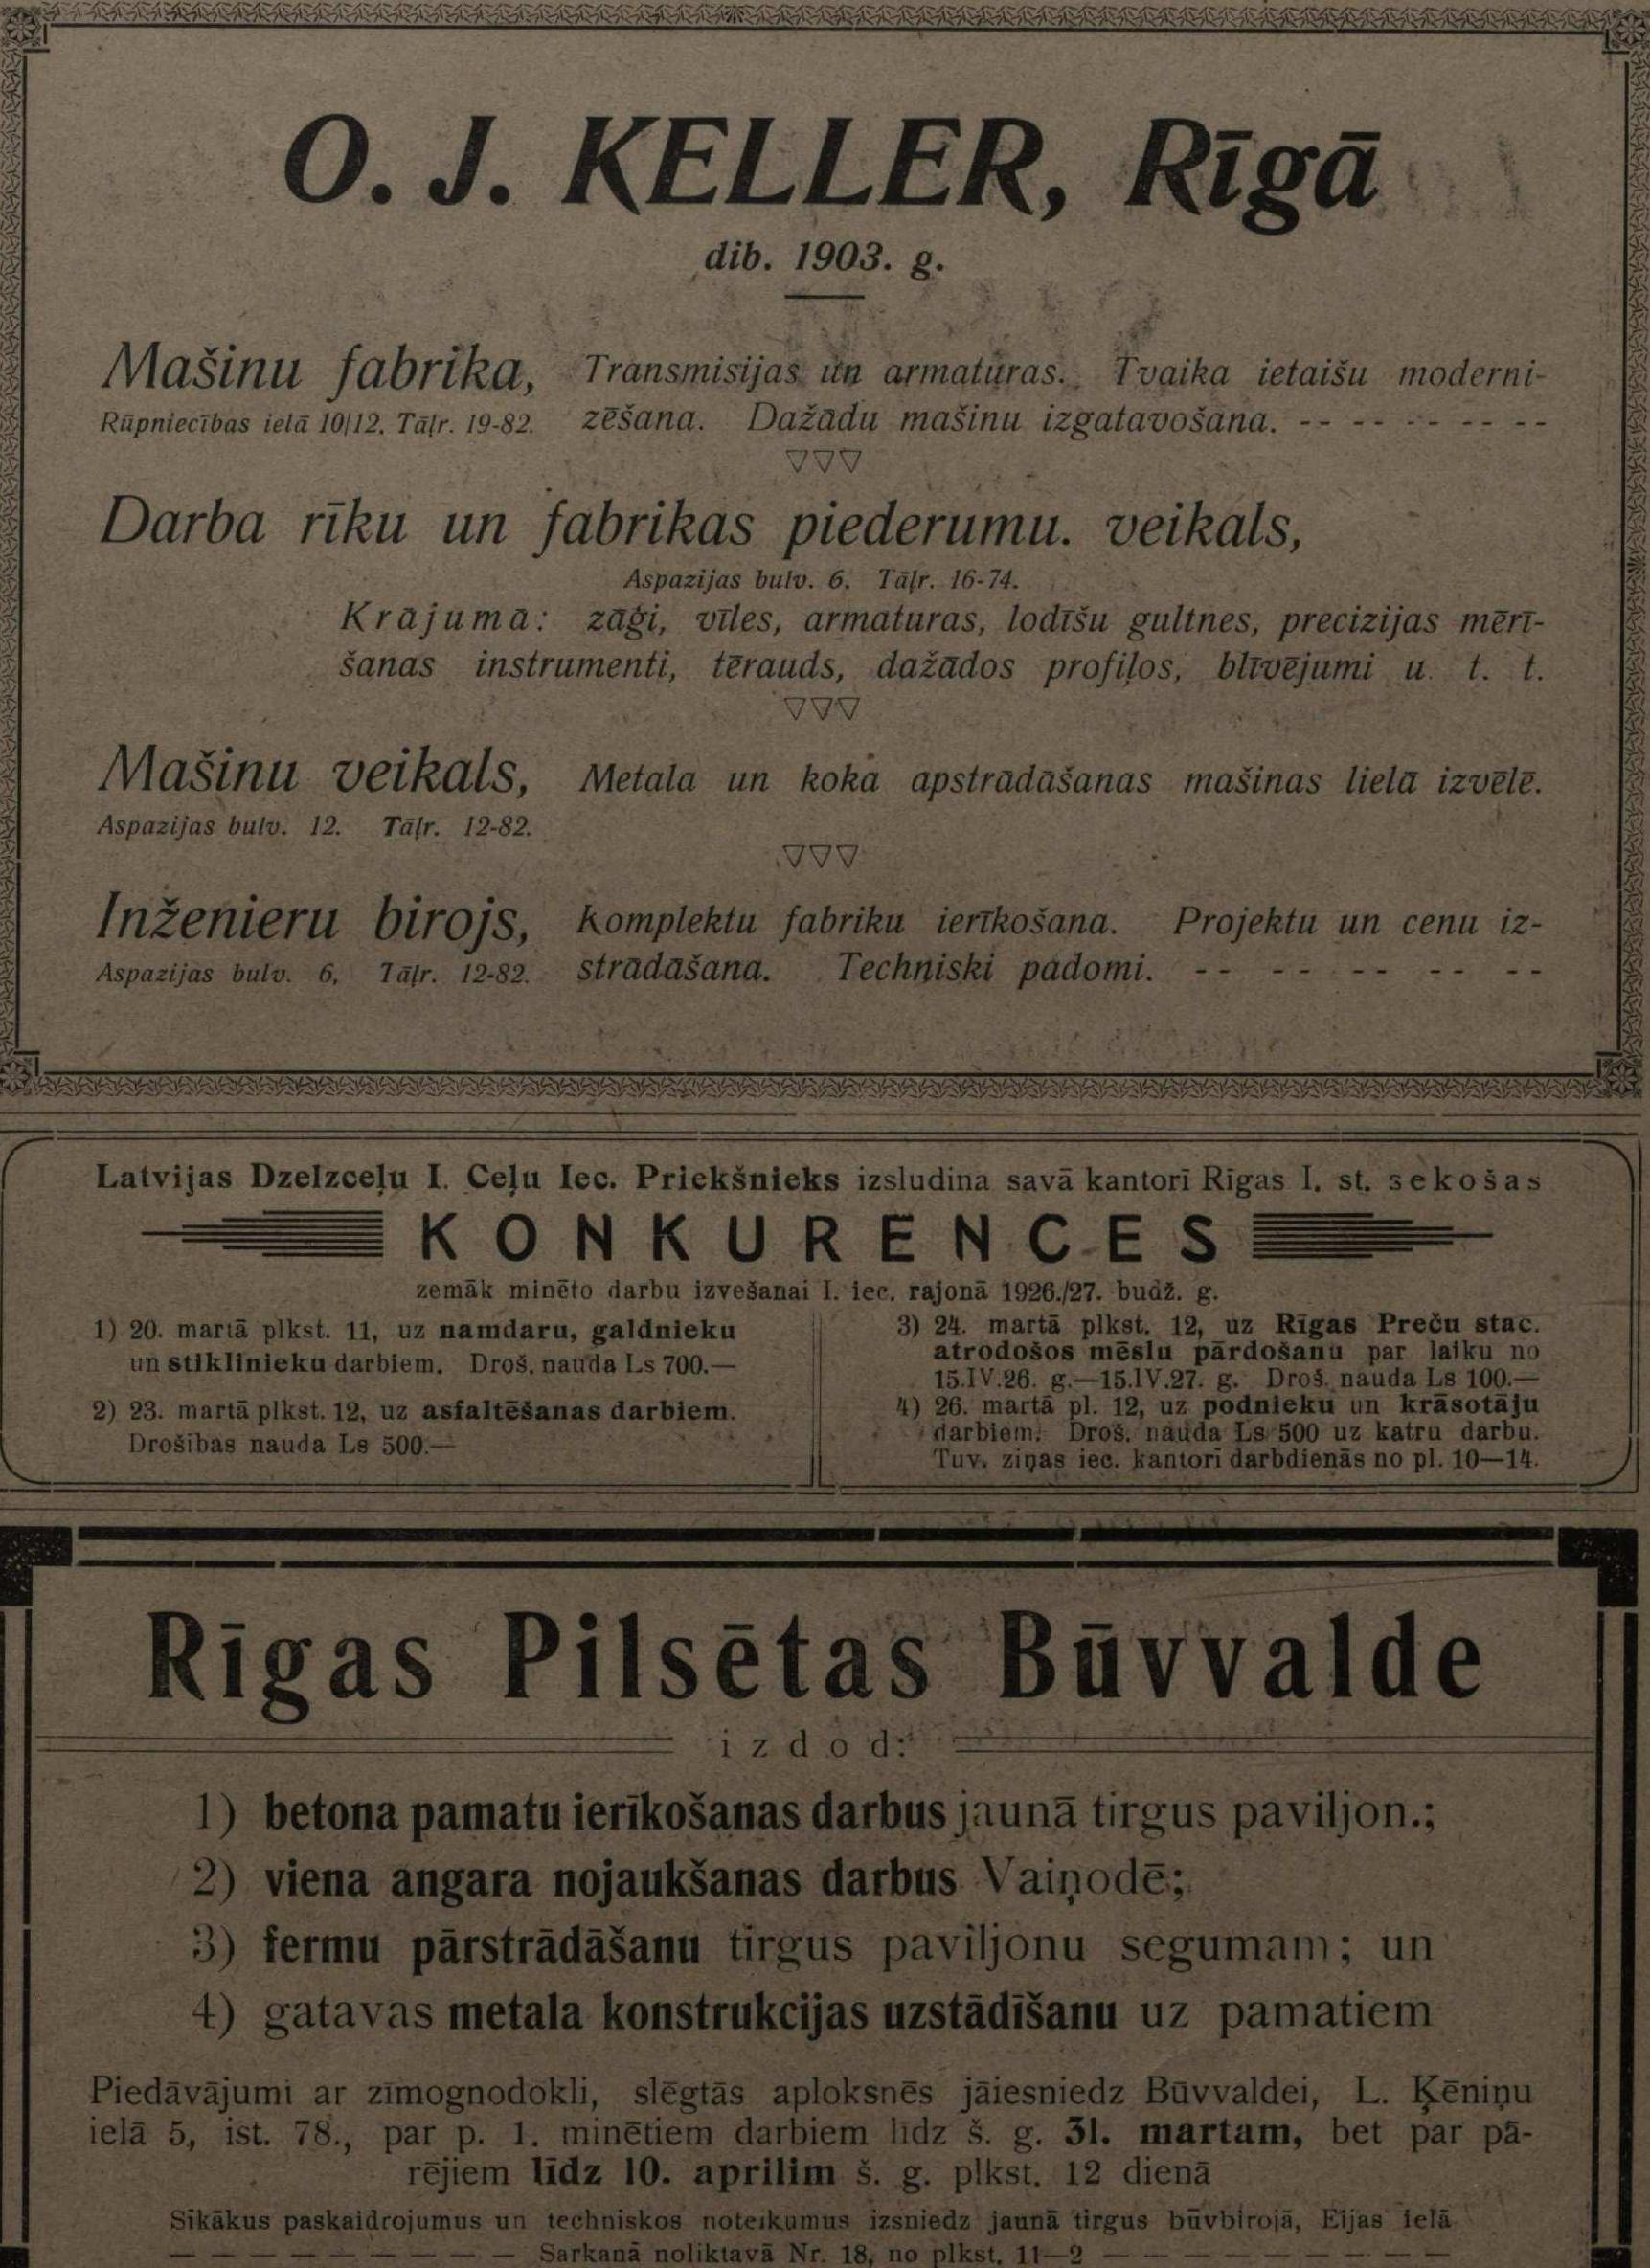 O. J. KELLER, Rīgā
dib. 1903. g.
Mašinu fabrika,
Rūpniecības ielā 10/12. Tāļr. 19-82.
Transmisijas un armaturas. Tvaika ietaišu moderni-
zēšana. Dažādu mašinu izgatavošana. -- -- -- -- --
Darba rīku un fabrikas piederumu. veikals,
Aspazijas bulv. 6. Tāļr. 16-74.
Krājumā: zāģi, vīles, armaturas, lodīšu gultnes, precizijas mērī-
šanas instrumenti, tērauds, dažādos profiļos, blīvējumi u. t. t.
Mašinu veikals,
Aspazijas bulv. 12. Tāļr. 12-82.
Metala un koka apstrādāšanas mašinas lielā izvēlē.
Inženieru birojs,
Aspazijas bulv. 6, Tāļr. 12-82.
Komplektu fabriku ierīkošana. Projektu un cenu iz-
strādāšana. Techniski padomi. -- -- -- -- --
Latvijas Dzelzceļu I. Ceļu Iec. Priekšnieks izsludina savā kantorī Rīgas I. st. sekošas
KONKURENCES
zemāk minēto darbu izvešanai I. iec. rajonā 1926./27. budž. g.
1) 20. martā plkst. 11, uz namdaru, galdnieku
un stiklinieku darbiem. Droš. nauda Ls 700.—
2) 23. martā plkst. 12, uz asfaltēšanas darbiem.
Drošības nauda Ls 500.—
3) 24. martā plkst. 12, uz Rīgas Preču stac.
atrodošos mēslu pārdošanu par laiku no
15.IV.26. g.—15.IV.27. g. Droš. nauda Ls 100.—
4) 26. martā pl. 12, uz podnieku un krāsotāju
darbiem. Droš. nauda Ls 500 uz katru darbu.
Tuv. ziņas iec. kantorī darbdienās no pl. 10—14.
Rīgas Pilsētas Būvvalde
izdod:
1) betona pamatu ierīkošanas darbus jaunā tirgus paviljon.;
2) viena angara nojaukšanas darbus Vaiņodē;
3) fermu pārstrādāšanu tirgus paviljonu segumam; un
4) gatavas metala konstrukcijas uzstādīšanu uz pamatiem
Piedāvājumi ar zīmognodokli, slēgtās aploksnēs jāiesniedz Būvvaldei, L. Ķēniņu
ielā 5, ist. 78., par p. 1. minētiem darbiem līdz š. g. 31. martam, bet par pā-
rējiem līdz 10. aprilim š. g. plkst. 12 dienā
Sīkākus paskaidrojumus un techniskos noteikumus izsniedz jaunā tirgus būvbirojā, Eijas ielā
— — — — — — — Sarkanā noliktavā Nr. 18, no plkst. 11—2 — — — — — — —